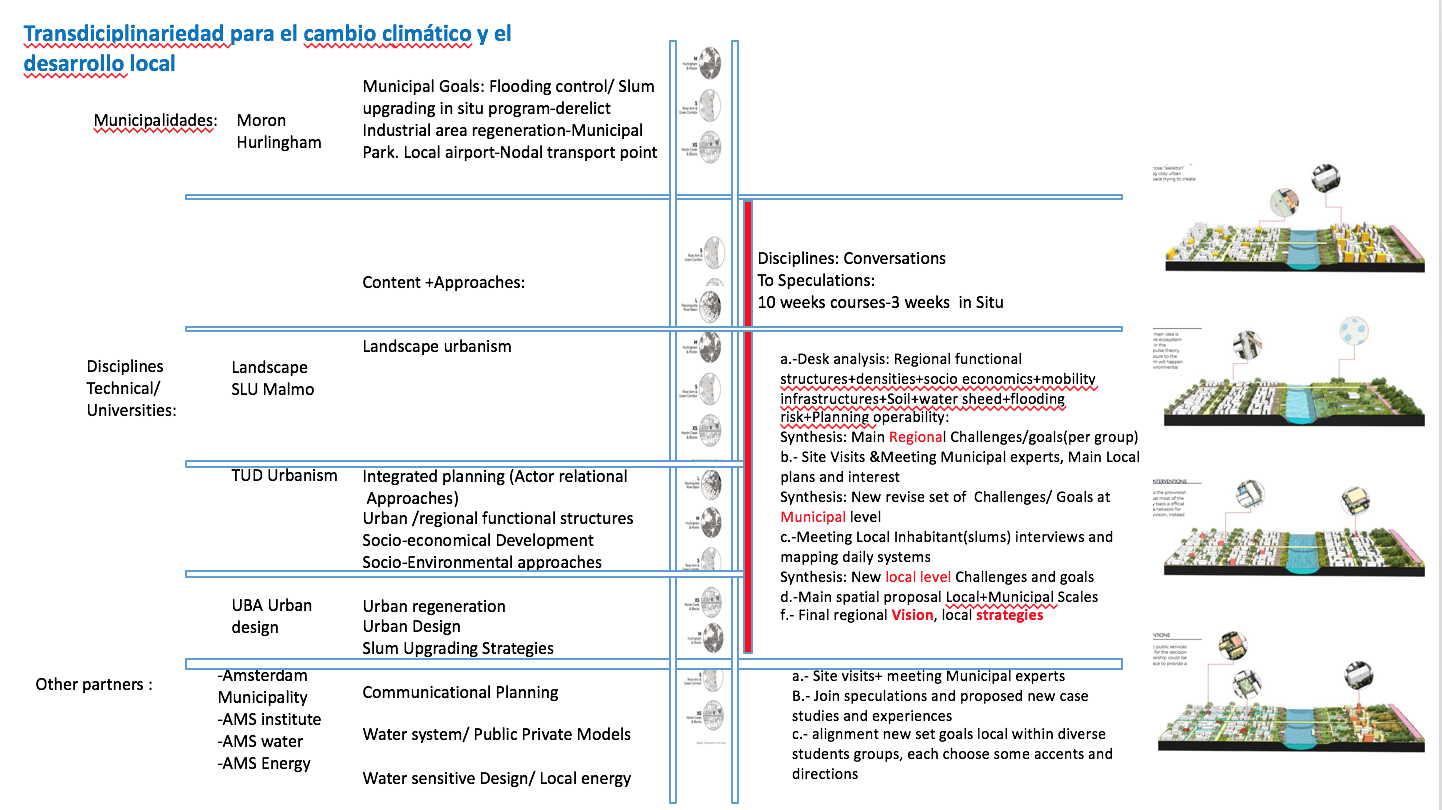 Transdiciplinariedad para el cambio climático y el
desarrollo local
Municipalidades:
Moron
Hurlingham
Municipal Goals: Flooding control/ Slum
upgrading in situ program-derelict
Industrial area regeneration-Municipal
Park. Local airport-Nodal transport point
Content +Approaches:
Disciplines: Conversations
To Speculations:
10 weeks courses-3 weeks in Situ
Disciplines
Technical/
Universities:
Landscape
SLU Malmo
Landscape urbanism
TUD Urbanism
Integrated planning (Actor relational
Approaches)
Urban /regional functional structures
Socio-economical Development
Socio-Environmental approaches
UBA Urban
design
Urban regeneration
Urban Design
Slum Upgrading Strategies
a.-Desk analysis: Regional functional
structures+densities+socio economics+mobility
infrastructures+Soil+water sheed+flooding
risk+Planning operability:
Synthesis: Main Regional Challenges/goals(per group)
b.- Site Visits &Meeting Municipal experts, Main Local
plans and interest
Synthesis: New revise set of Challenges/ Goals at
Municipal level
c.-Meeting Local Inhabitant(slums) interviews and
mapping daily systems
Synthesis: New local level Challenges and goals
d.-Main spatial proposal Local+Municipal Scales
f.- Final regional Vision, local strategies
Other partners :
-Amsterdam
Municipality
-AMS institute
-AMS water
-AMS Energy
Communicational Planning
Water system/ Public Private Models
Water sensitive Design/ Local energy
a.- Site visits+ meeting Municipal experts
B.- Join speculations and proposed new case
studies and experiences
c.- alignment new set goals local within diverse
students groups, each choose some accents and
directions